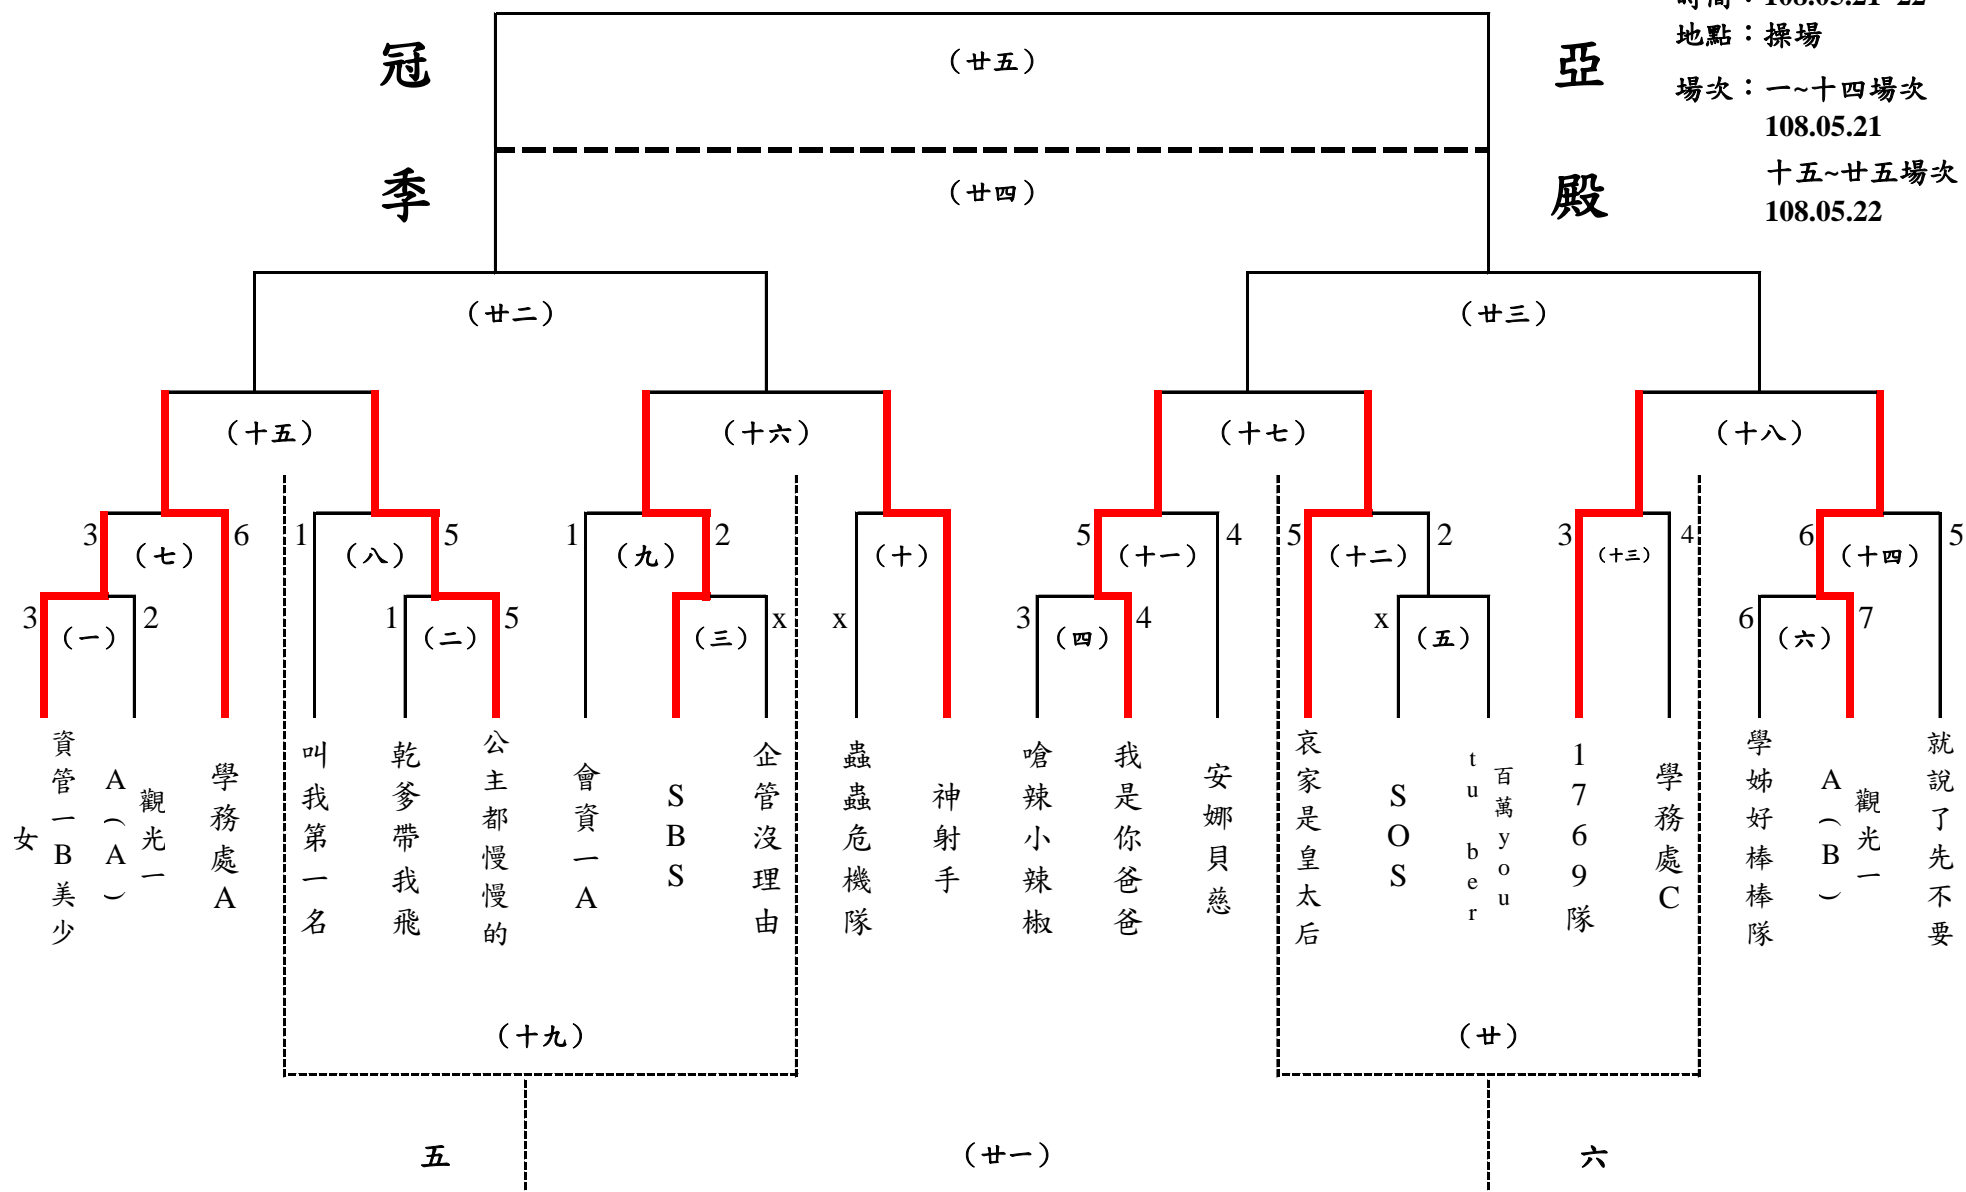 時間：108.05.21~22
冠
（廿五）
亞
地點：操場
場次：一~十四場次
108.05.21
季
（廿四）
殿
十五~廿五場次
108.05.22
（廿二）
（廿三）
（十五）
（十六）
（十七）
（十八）
3
（七）
6
1
（八）
5
1
（九）
2
（十）
5
（十一）
4
5
（十二）
2
3
（十三）
4
6
（十四）
5
3
（一）
2
1
（二）
5
（三）
x
x
3
（四）
4
x
（五）
6
（六）
7
資管一B美少女
觀光一A（A）
學務處A
叫我第一名
乾爹帶我飛
公主都慢慢的
會資一A
SBS
企管沒理由
蟲蟲危機隊
神射手
嗆辣小辣椒
我是你爸爸
安娜貝慈
哀家是皇太后
SOS
百萬youtuber
1769隊
學務處C
學姊好棒棒隊
觀光一A（B）
就說了先不要
（十九）
（廿）
五
（廿一）
六